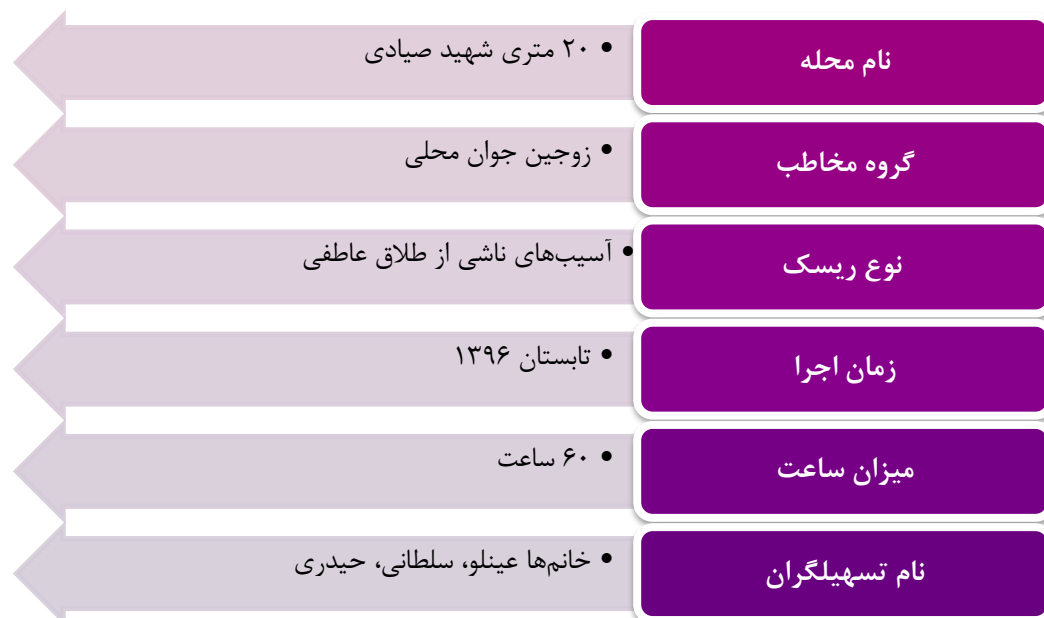 نام محله
• ۲۰ متری شهید صیادی
گروه مخاطب
• زوجین جوان محلی
نوع ریسک
• آسیب‌های ناشی از طلاق عاطفی
زمان اجرا
• تابستان ۱۳۹۶
میزان ساعت
• ۶۰ ساعت
نام تسهیلگران
• خانم‌ها عینلو، سلطانی، حیدری